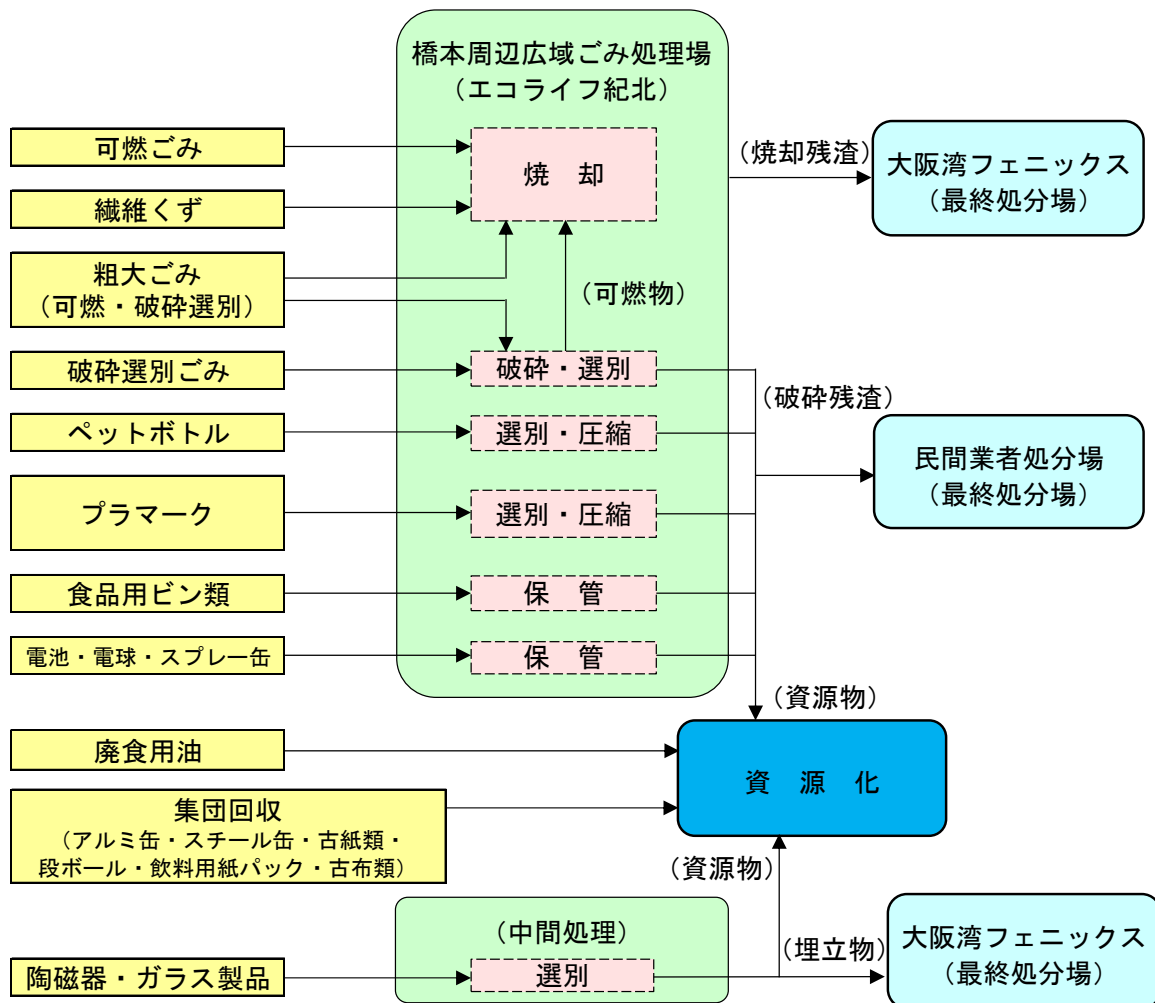 橋本周辺広域ごみ処理場
（エコライフ紀北）
可燃ごみ
焼　却
（焼却残渣）
大阪湾フェニックス
（最終処分場）
繊維くず
粗大ごみ
（可燃・破砕選別）
（可燃物）
破砕選別ごみ
破砕・選別
（破砕残渣）
ペットボトル
選別・圧縮
民間業者処分場
（最終処分場）
プラマーク
選別・圧縮
食品用ビン類
保　管
電池・電球・スプレー缶
保　管
（資源物）
廃食用油
資　源　化
集団回収
（アルミ缶・スチール缶・古紙類・
段ボール・飲料用紙パック・古布類）
（資源物）
（中間処理）
（埋立物）
大阪湾フェニックス
（最終処分場）
陶磁器・ガラス製品
選別